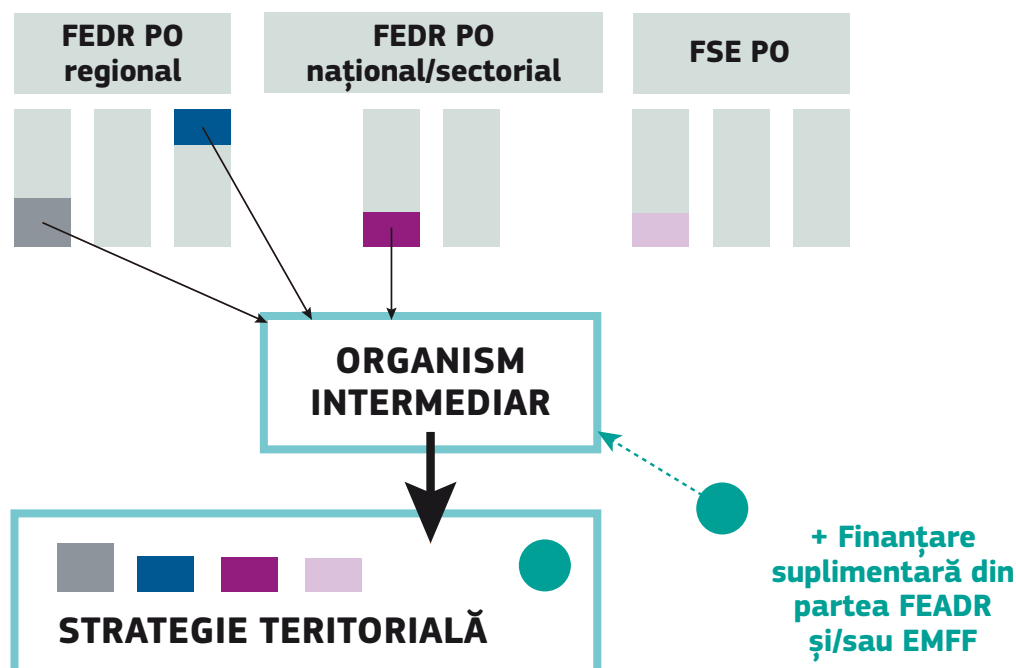 FEDR PO
regional
FEDR PO
național/sectorial
FSE PO
ORGANISM
INTERMEDIAR
+ Finanțare
suplimentară din
partea FEADR
și/sau EMFF
STRATEGIE TERITORIALĂ